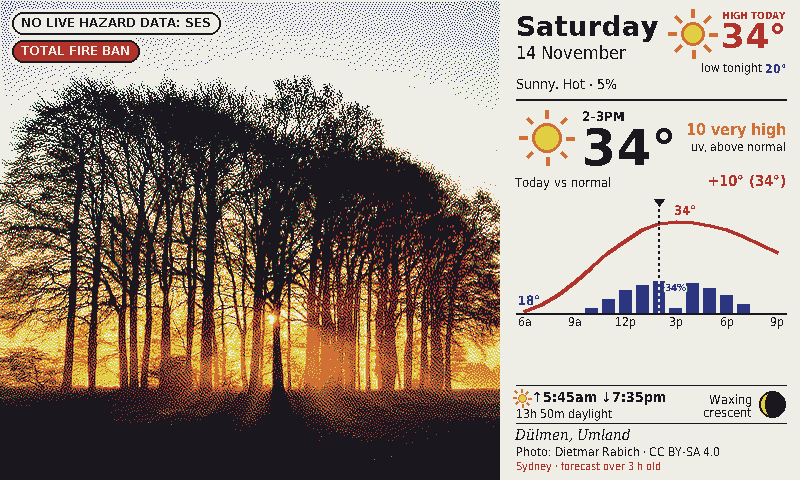 NO LIVE HAZARD DATA: SES
TOTAL FIRE BAN
Saturday
14 November
HIGH TODAY
34°
low tonight 20°
Sunny. Hot · 5%
2-3PM
34°
10 very high
uv, above normal
Today vs normal
+10° (34°)
34°
18°
34%
6a 9a 12p 3p 6p 9p
↑5:45am ↓7:35pm
13h 50m daylight
Waxing
crescent
Dülmen, Umland
Photo: Dietmar Rabich · CC BY-SA 4.0
Sydney · forecast over 3 h old